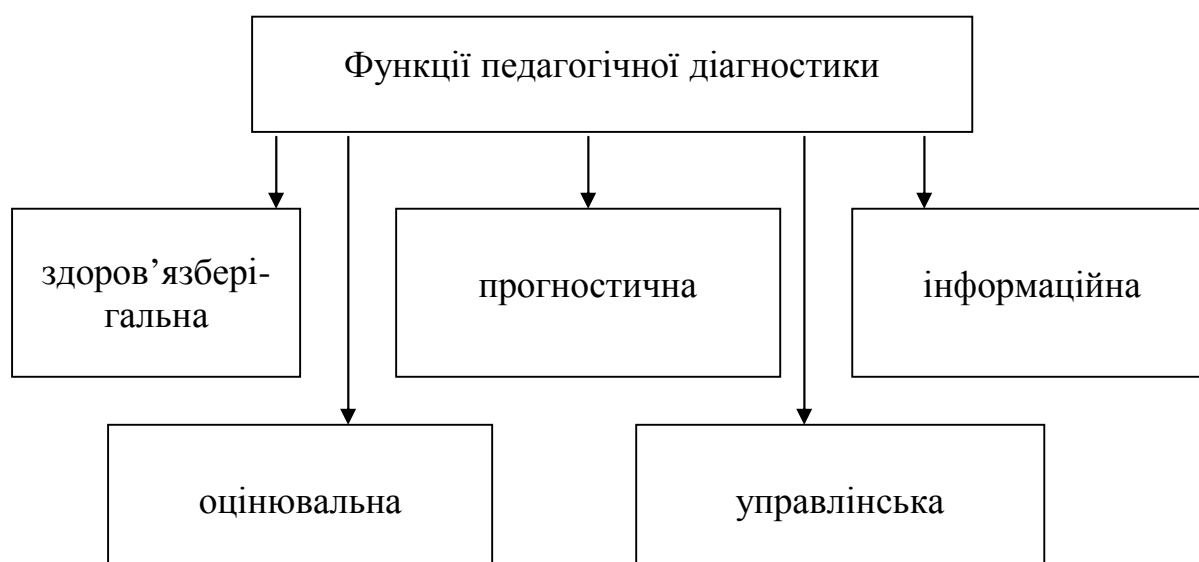 Функції педагогічної діагностики
здоров’язбері-
гальна
прогностична
інформаційна
оцінювальна
управлінська